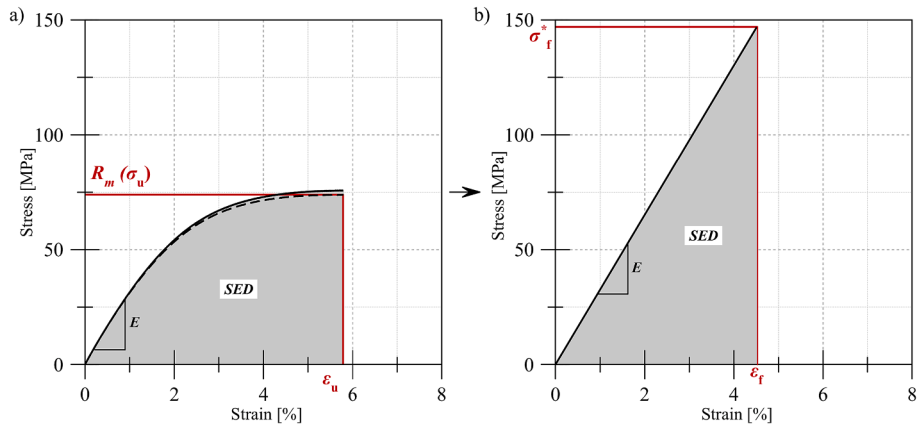 a)
150
100
50
0
Stress [MPa]
R_m (σ_u)
SED
E
ε_u
0 2 4 6 8
Strain [%]
b)
150
σ*_f
100
50
0
Stress [MPa]
SED
E
ε_f
0 2 4 6 8
Strain [%]